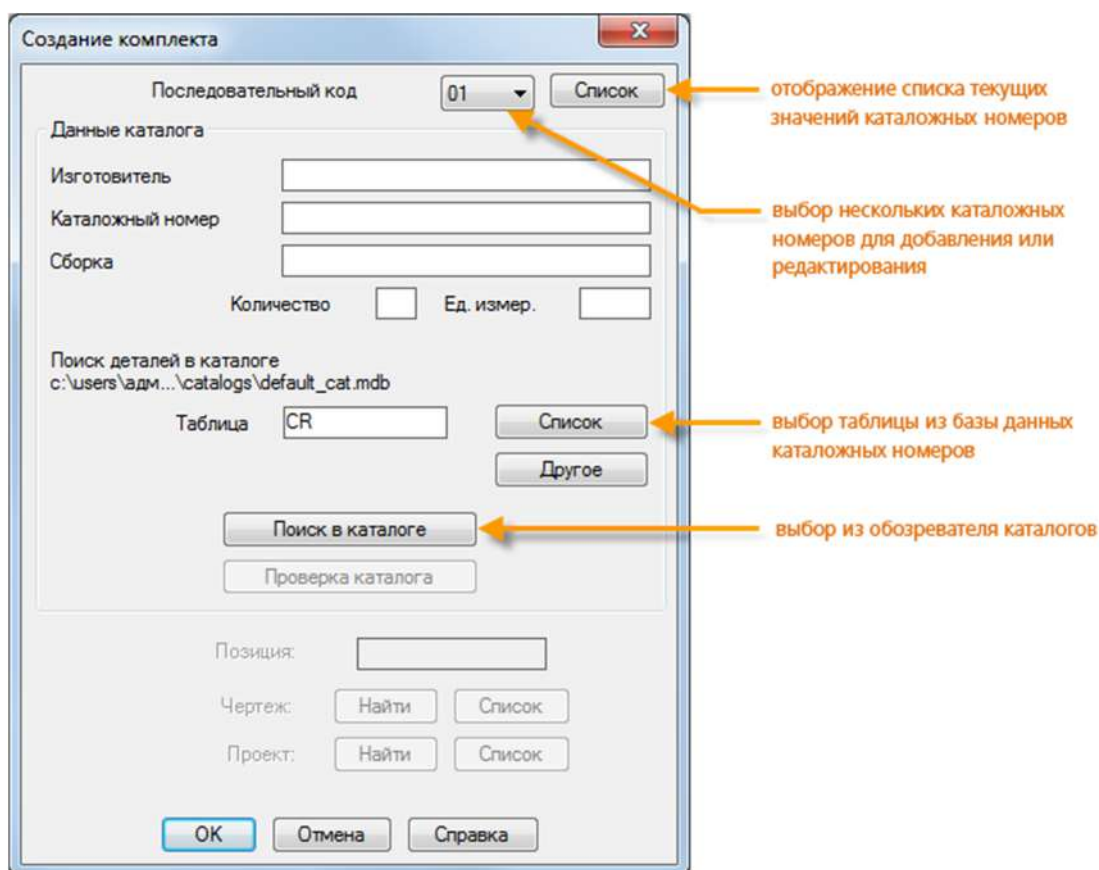 Создание комплекта
Последовательный код 01 Список
отображение списка текущих
значений каталожных номеров
Данные каталога
Изготовитель
Каталожный номер
выбор нескольких каталожных
номеров для добавления или
редактирования
Сборка
Количество Ед. измер.
Поиск деталей в каталоге
c:\users\адм...\catalogs\default_cat.mdb
Таблица CR Список
выбор таблицы из базы данных
каталожных номеров
Другое
Поиск в каталоге
выбор из обозревателя каталогов
Проверка каталога
Позиция:
Чертеж: Найти Список
Проект: Найти Список
OK Отмена Справка